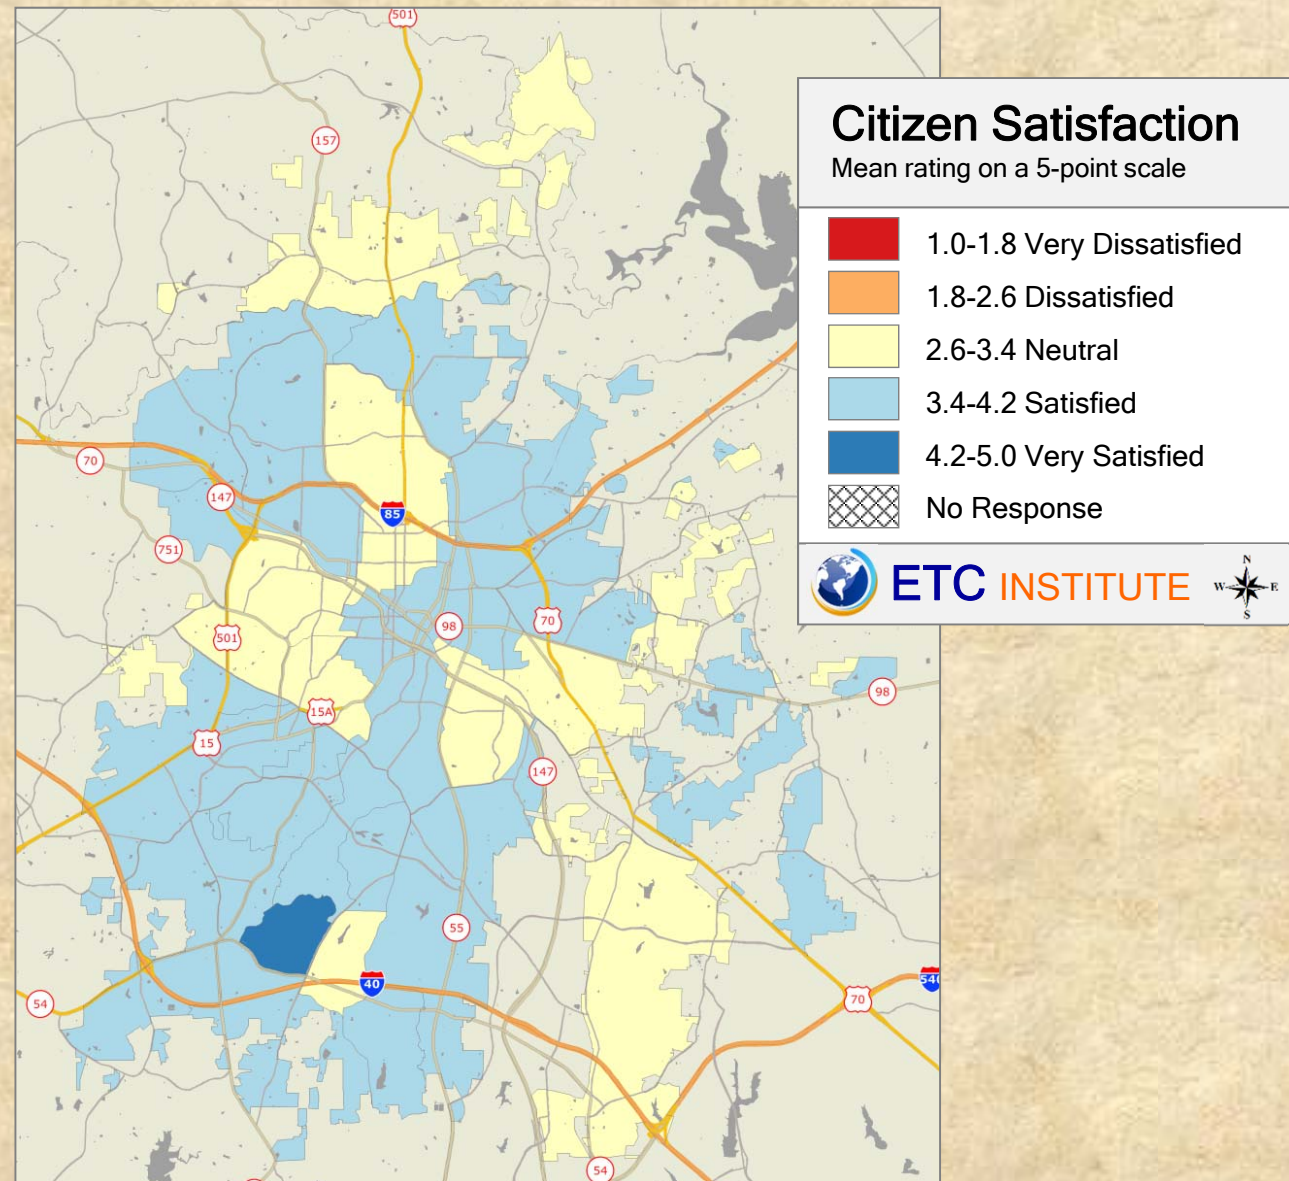 501
157
Citizen Satisfaction
Mean rating on a 5-point scale
1.0-1.8 Very Dissatisfied
1.8-2.6 Dissatisfied
2.6-3.4 Neutral
3.4-4.2 Satisfied
4.2-5.0 Very Satisfied
No Response
ETC INSTITUTE
N
W E
S
70
147
85
751
501
98
70
15A
15
98
147
55
40
54
540
70
54